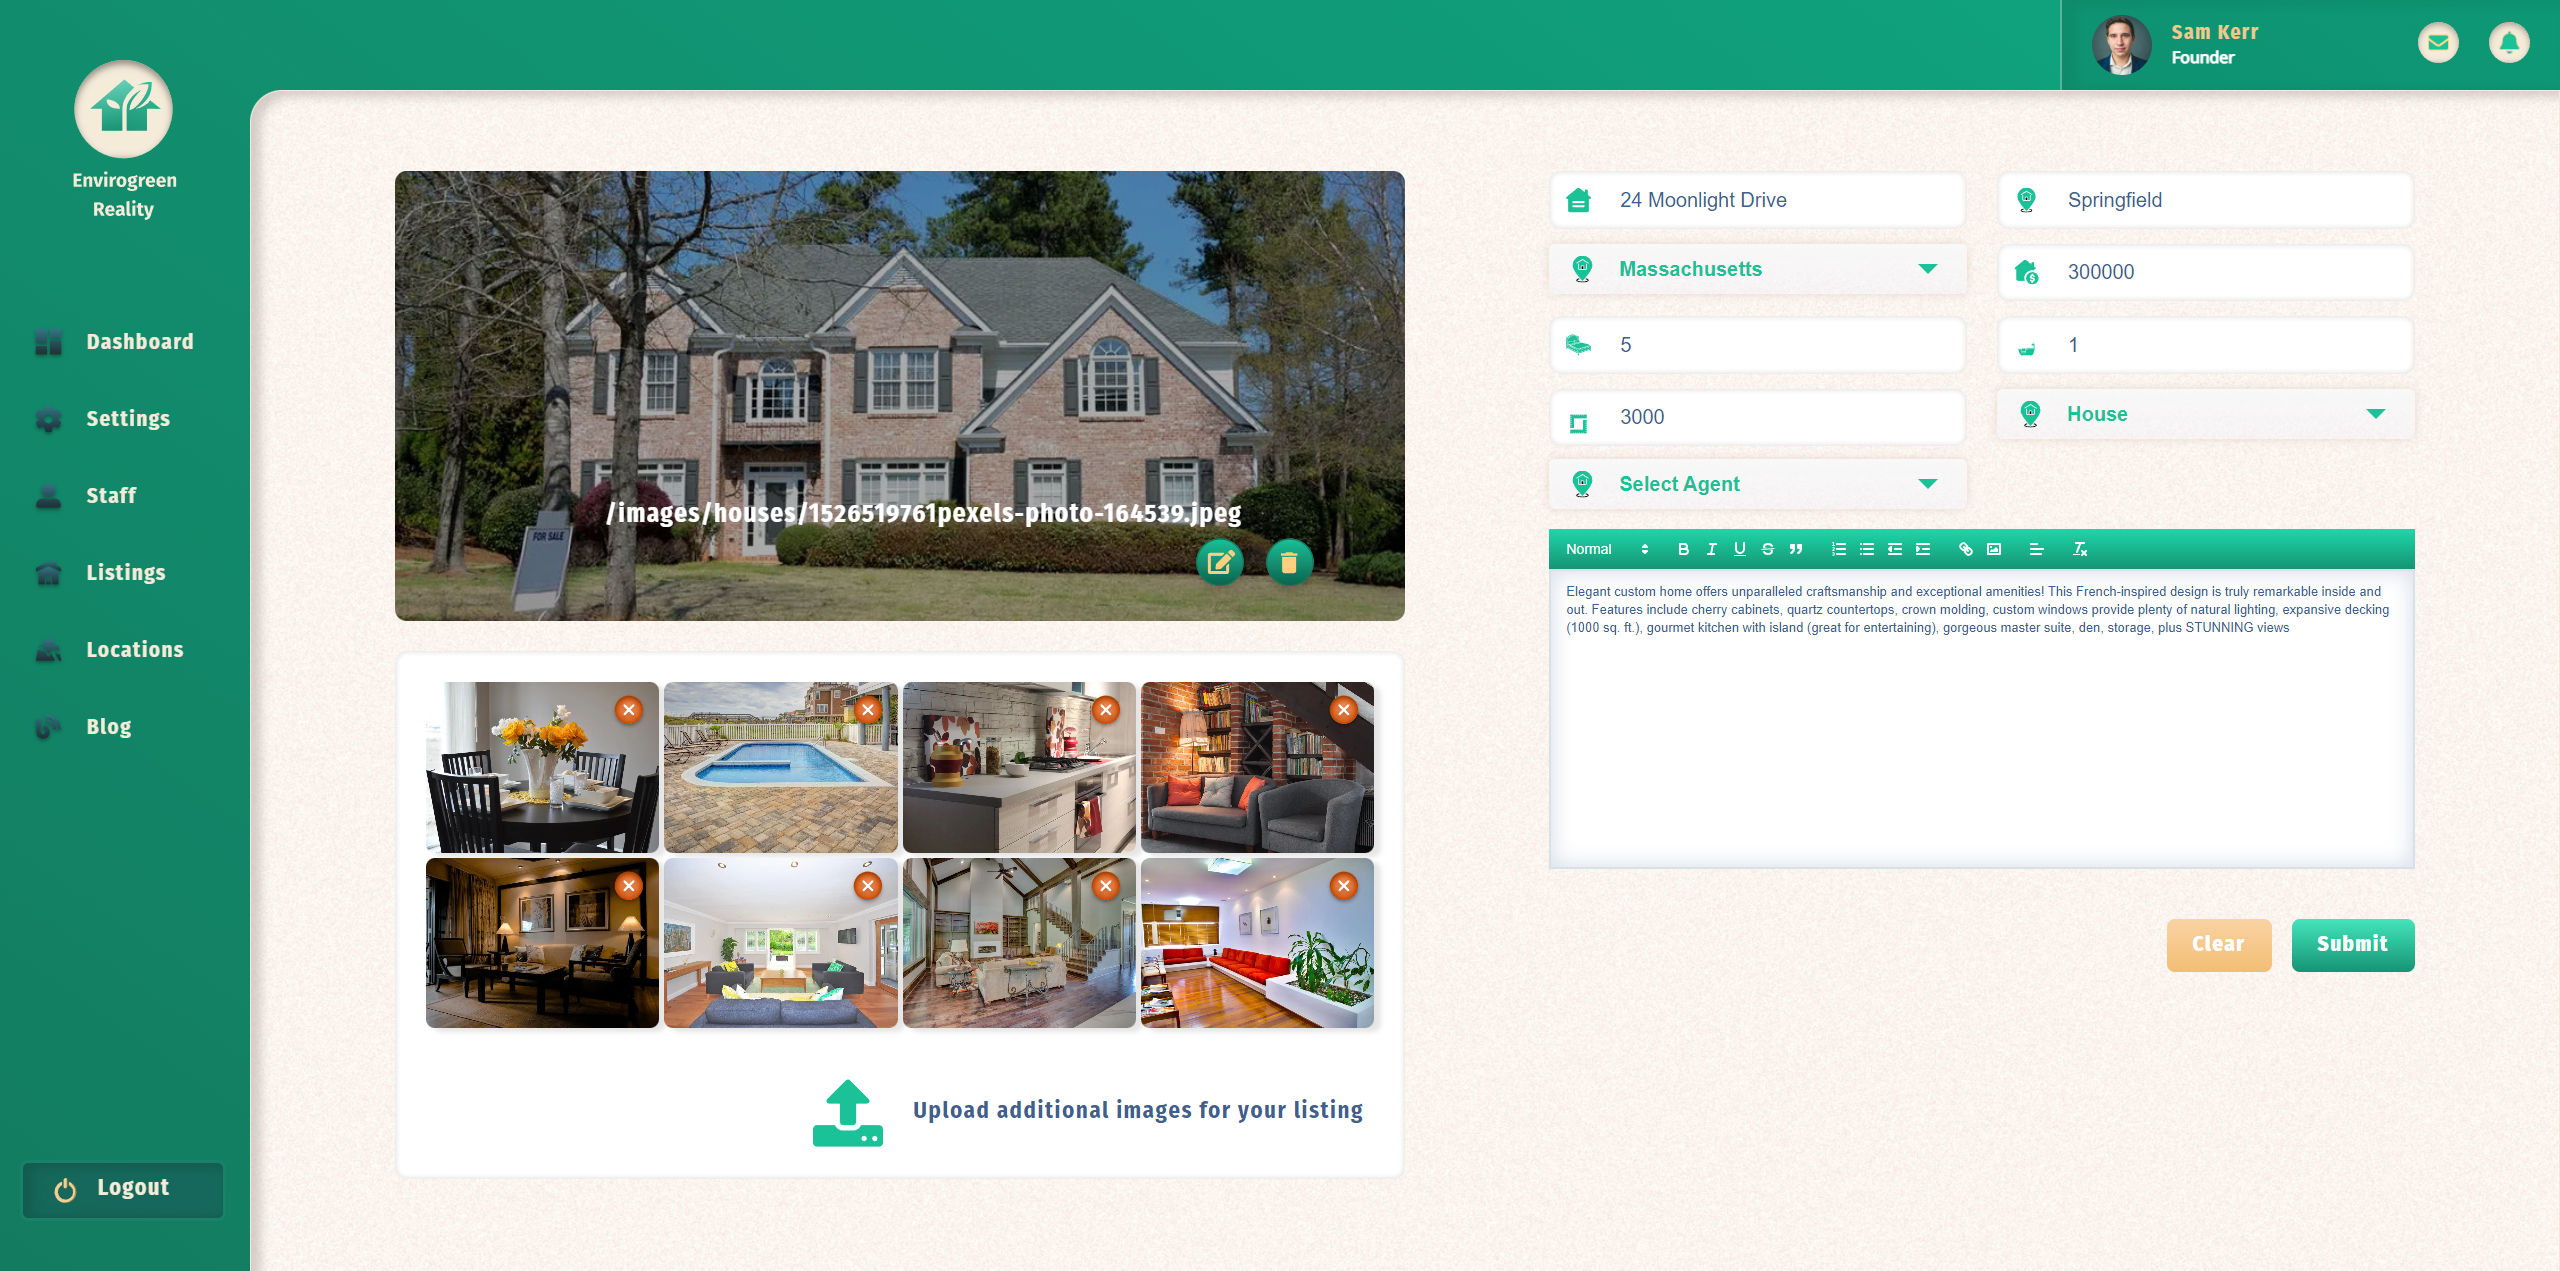 Sam Kerr
Founder
Envirogreen
Reality
Dashboard
Settings
Staff
Listings
Locations
Blog
Logout
FOR SALE
/images/houses/1526519761pexels-photo-164539.jpeg
Upload additional images for your listing
24 Moonlight Drive
Springfield
Massachusetts
300000
5
1
3000
House
Select Agent
Normal
Elegant custom home offers unparalleled craftsmanship and exceptional amenities! This French-inspired design is truly remarkable inside and
out. Features include cherry cabinets, quartz countertops, crown molding, custom windows provide plenty of natural lighting, expansive decking
(1000 sq. ft.), gourmet kitchen with island (great for entertaining), gorgeous master suite, den, storage, plus STUNNING views
Clear
Submit